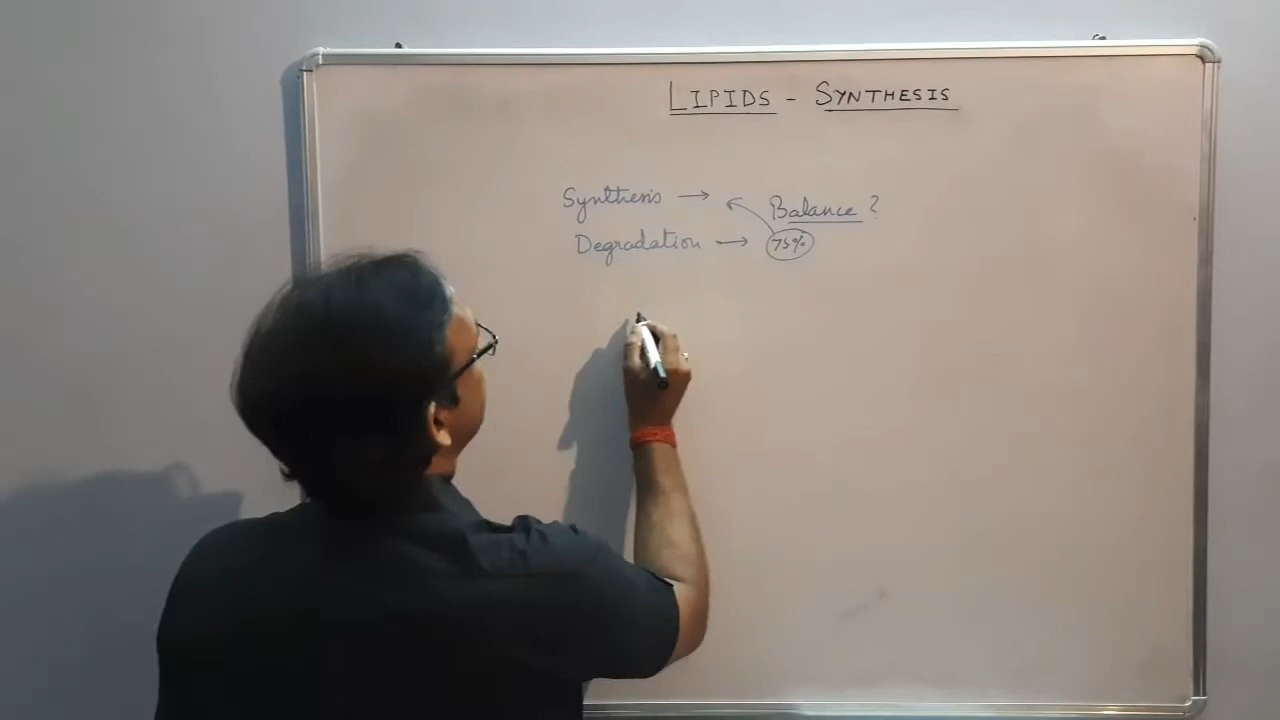 LIPIDS - SYNTHESIS
Synthesis →
Balance ?
Degradation → 75%